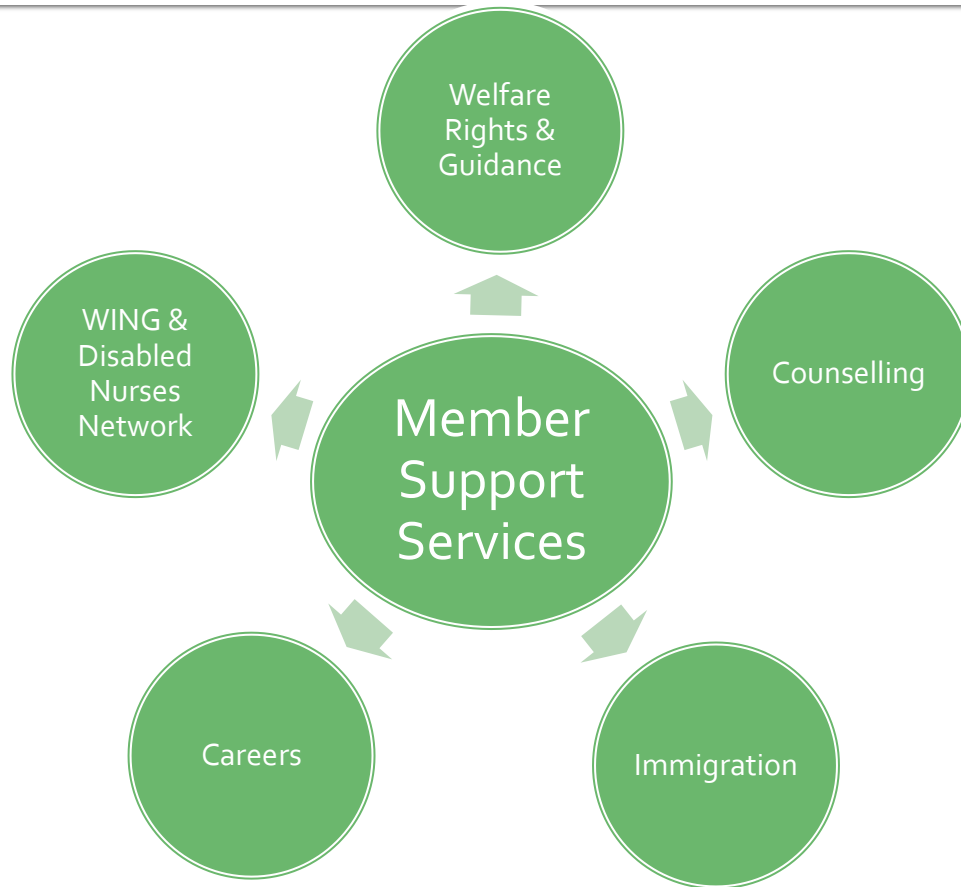 Welfare
Rights &
Guidance
WING &
Disabled
Nurses
Network
Counselling
Member
Support
Services
Careers
Immigration